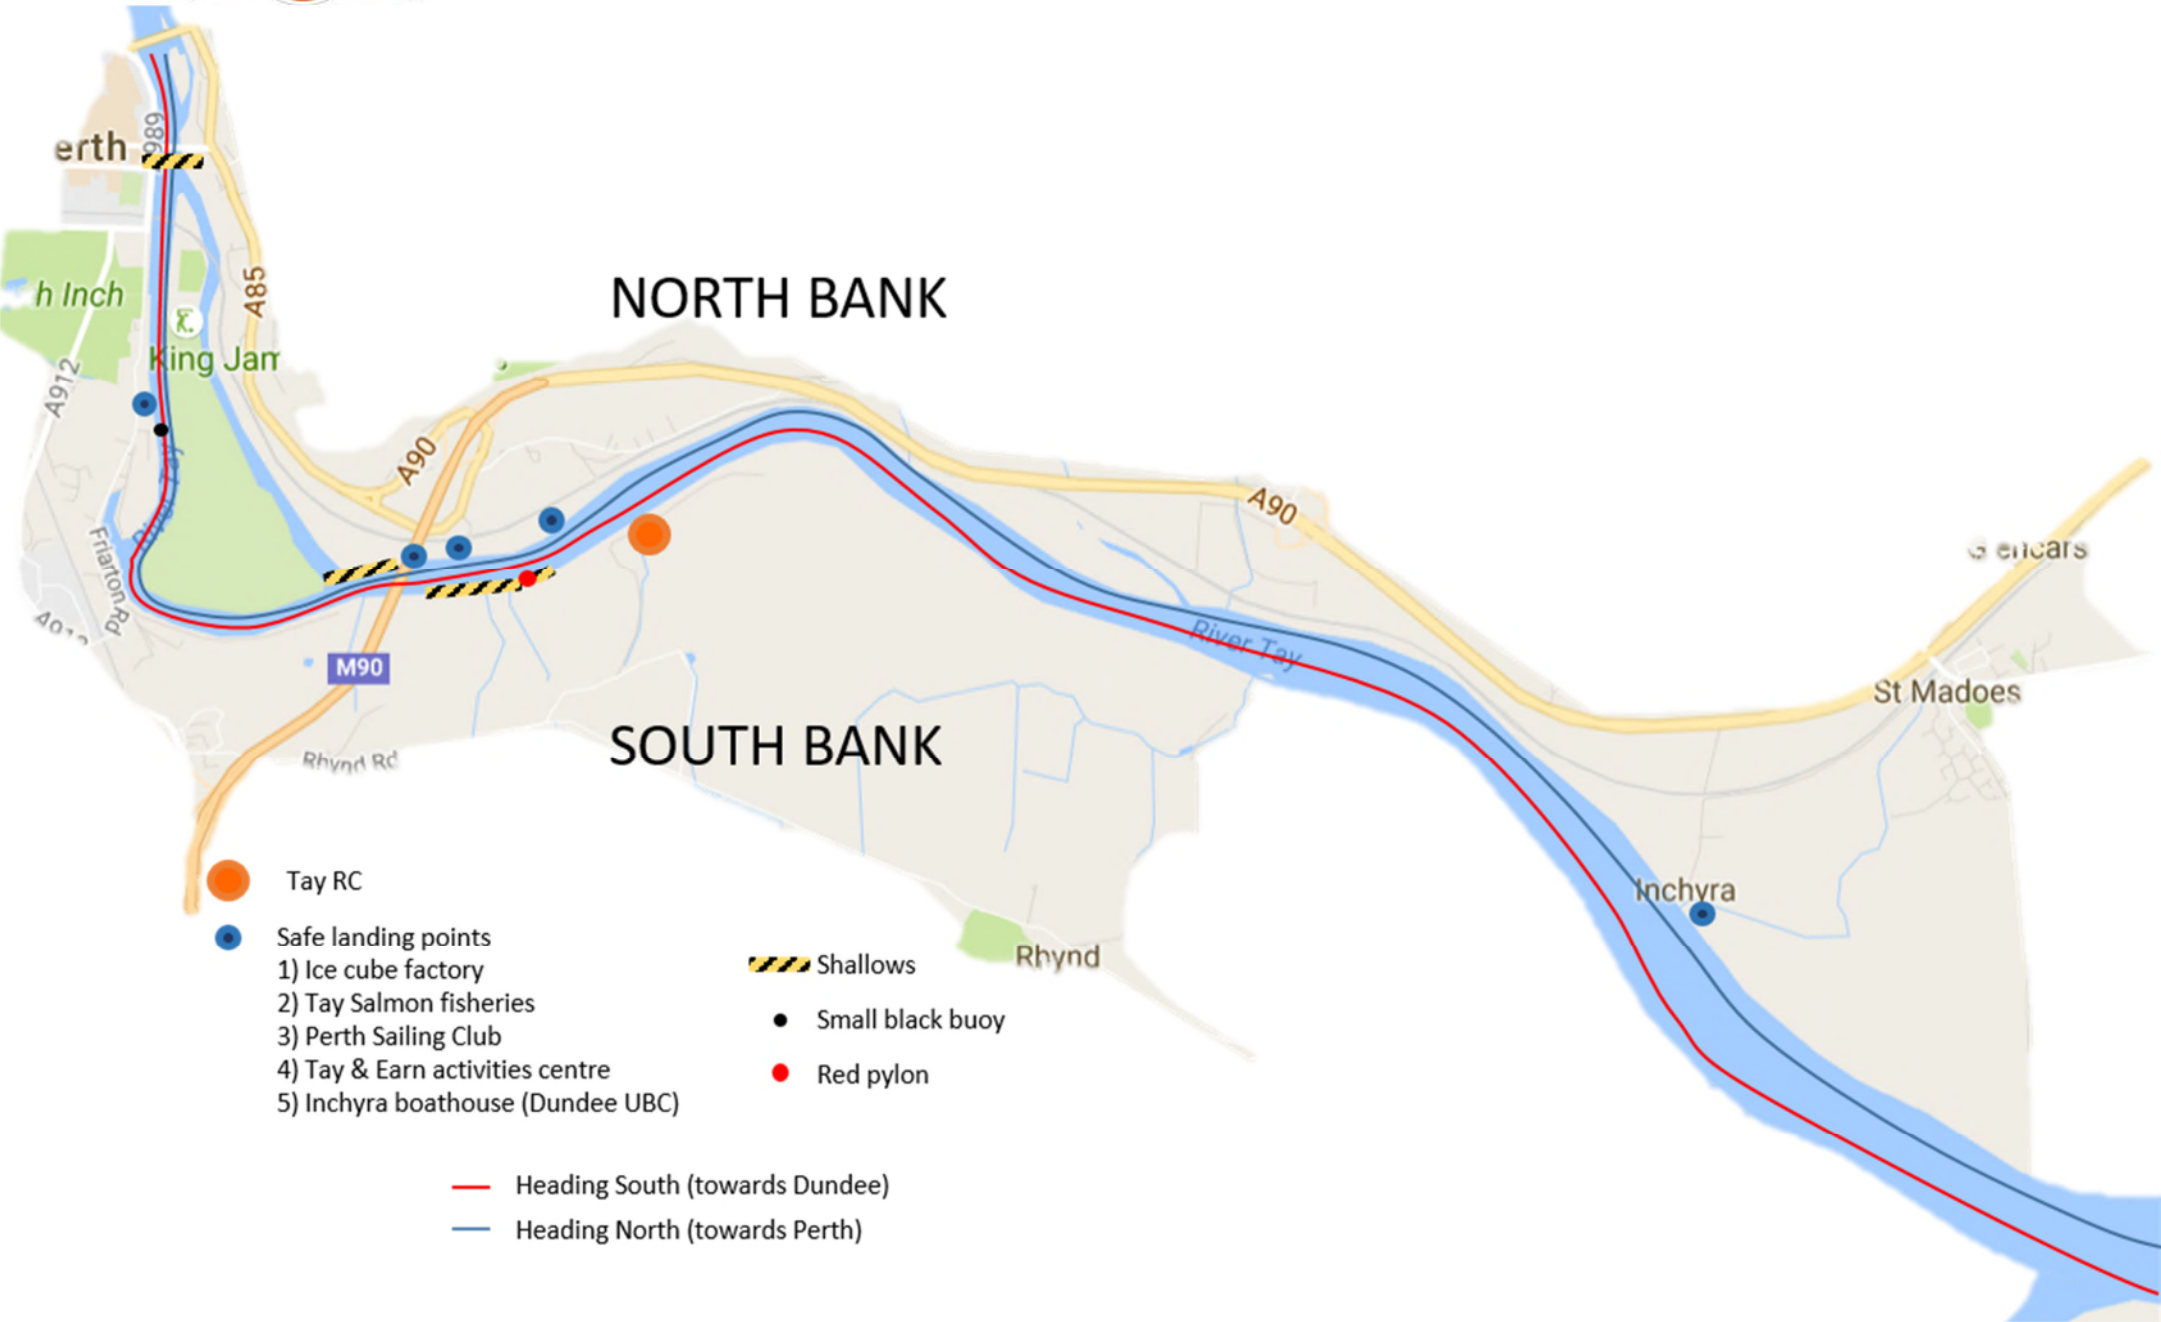 erth
989
h Inch
A85
King Jam
A912
River Tay
Friarton Rd
A90
M90
Rhynd Rd
NORTH BANK
A90
River Tay
SOUTH BANK
St Madoes
Inchyra
Rhynd
Tay RC
Safe landing points
1) Ice cube factory
2) Tay Salmon fisheries
3) Perth Sailing Club
4) Tay & Earn activities centre
5) Inchyra boathouse (Dundee UBC)
Shallows
Small black buoy
Red pylon
Heading South (towards Dundee)
Heading North (towards Perth)